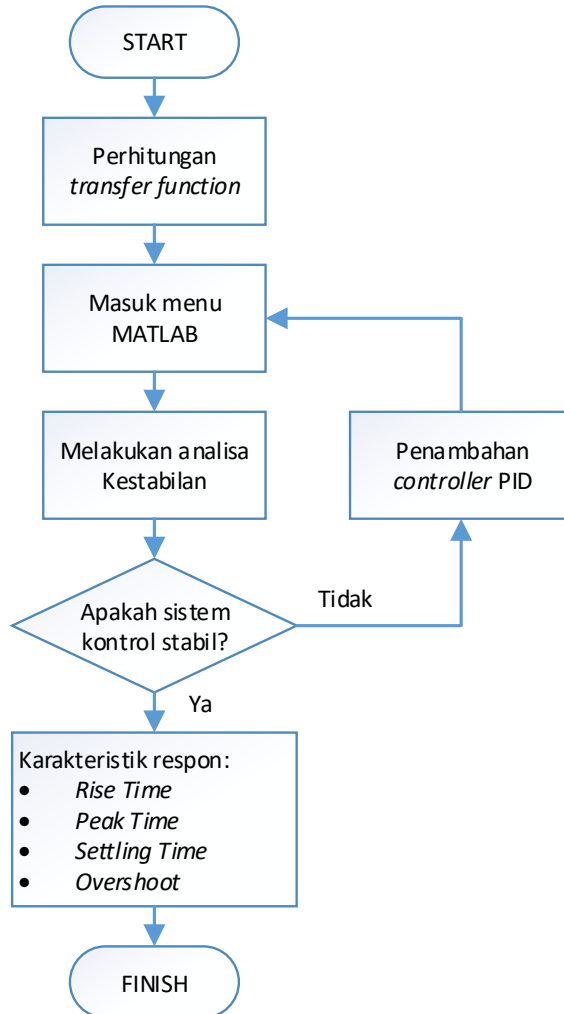 START
Perhitungan
transfer function
Masuk menu
MATLAB
Melakukan analisa
Kestabilan
Penambahan
controller PID
Apakah sistem
kontrol stabil?
Tidak
Ya
Karakteristik respon:
• Rise Time
• Peak Time
• Settling Time
• Overshoot
FINISH